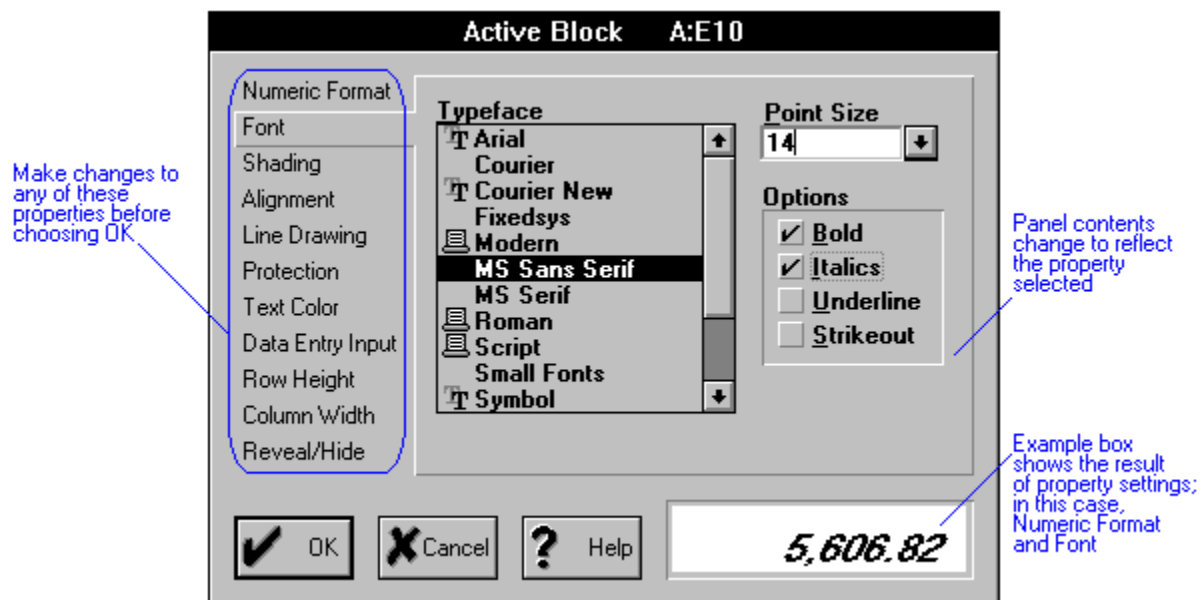 Active Block A:E10
Make changes to
any of these
properties before
choosing OK
Numeric Format
Font
Shading
Alignment
Line Drawing
Protection
Text Color
Data Entry Input
Row Height
Column Width
Reveal/Hide
Typeface
Arial
Courier
Courier New
Fixedsys
Modern
MS Sans Serif
MS Serif
Roman
Script
Small Fonts
Symbol
Point Size
14
Options
Bold
Italics
Underline
Strikeout
Panel contents
change to reflect
the property
selected
OK
Cancel
? Help
5,606.82
Example box
shows the result
of property settings;
in this case,
Numeric Format
and Font